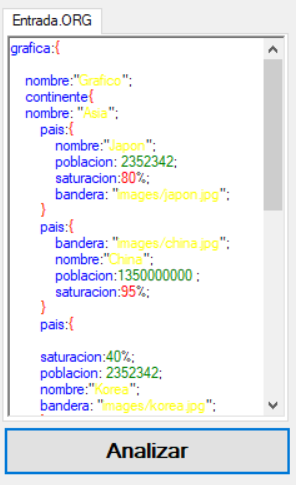 Entrada.ORG
grafica:{
nombre:"Grafico";
continente{
nombre: "Asia";
pais:{
nombre:"Japon";
poblacion: 2352342;
saturacion:80%;
bandera: "images/japon.jpg";
}
pais:{
bandera: "images/china.jpg";
nombre:"China";
poblacion:1350000000 ;
saturacion:95%;
}
pais:{
saturacion:40%;
poblacion: 2352342;
nombre:"Korea";
bandera: "images/korea.jpg";
Analizar